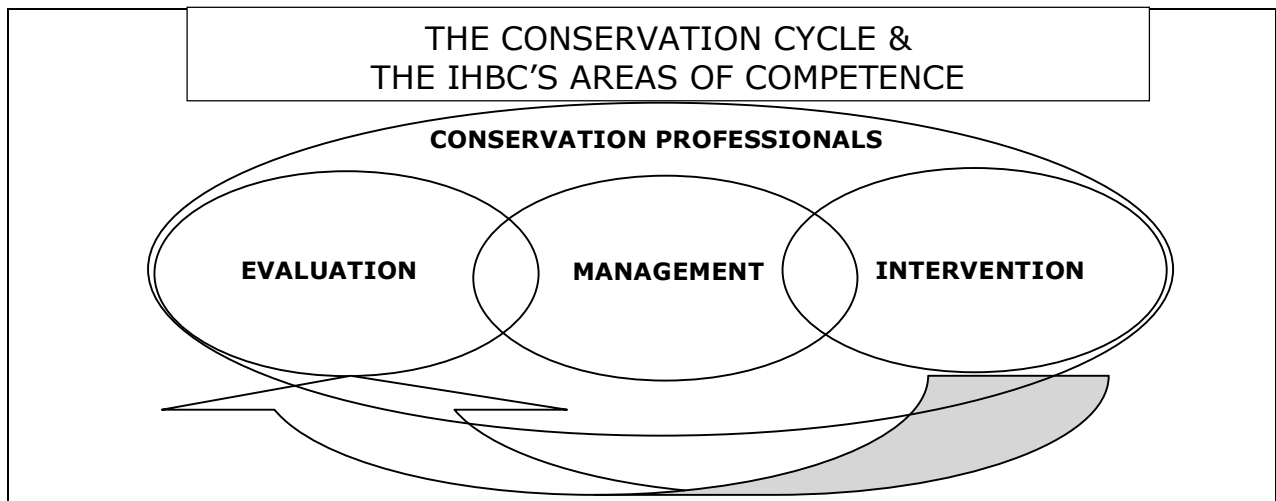 THE CONSERVATION CYCLE &
THE IHBC’S AREAS OF COMPETENCE
CONSERVATION PROFESSIONALS
EVALUATION
MANAGEMENT
INTERVENTION